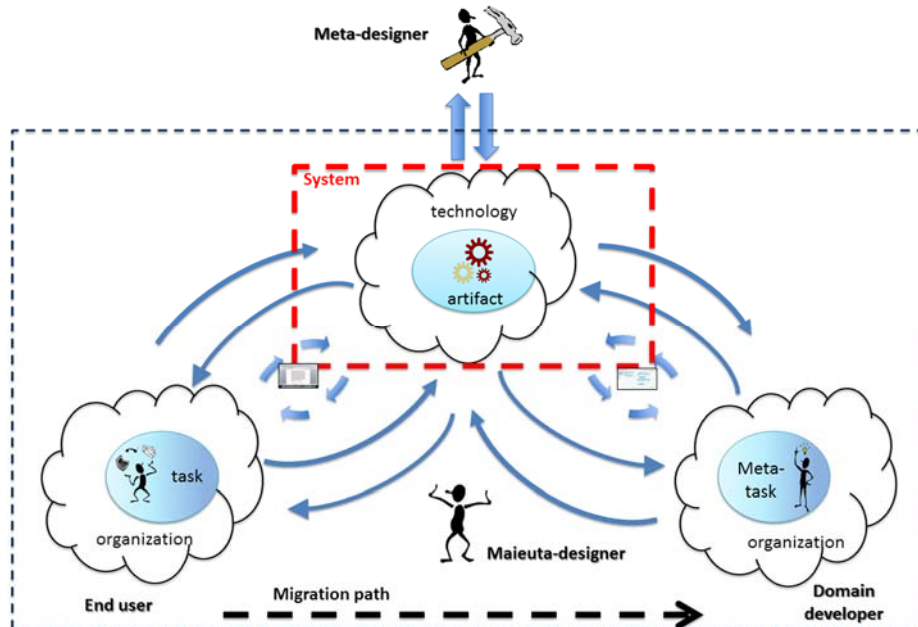 Meta-designer
System
technology
artifact
task
organization
Meta-
task
organization
Maieuta-designer
End user
Migration path
Domain
developer